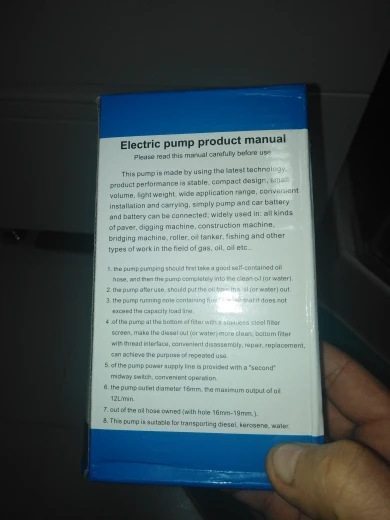 Electric pump product manual
Please read this manual carefully before use
This pump is made by using the latest technology,
product performance is stable, compact design, small
volume, light weight, wide application range, convenient
installation and carrying, simply pump and car battery
and battery can be connected; widely used in: all kinds
of paver, digging machine, construction machine,
bridging machine, roller, oil tanker, fishing and other
types of work in the field of gas, oil, oil etc..
1. the pump pumping should first take a good self-contained oil
hose, and then the pump completely into the oil (or water).
2. the pump after use, should put the oil (or water) out.
3. the pump running note containing does not
exceed the capacity load line.
4. of the pump at the bottom of filter with a stainless steel filter
screen, make the diesel out (or water) more clean, bottom filter
with thread interface, convenient disassembly, repair, replacement,
can achieve the purpose of repeated use.
5. of the pump power supply line is provided with a "second"
midway switch, convenient operation.
6. the pump outlet diameter 16mm, the maximum output of oil
12L/min.
7. out of the oil hose owned (with hole 16mm-19mm.).
8. This pump is suitable for transporting diesel, kerosene, water.